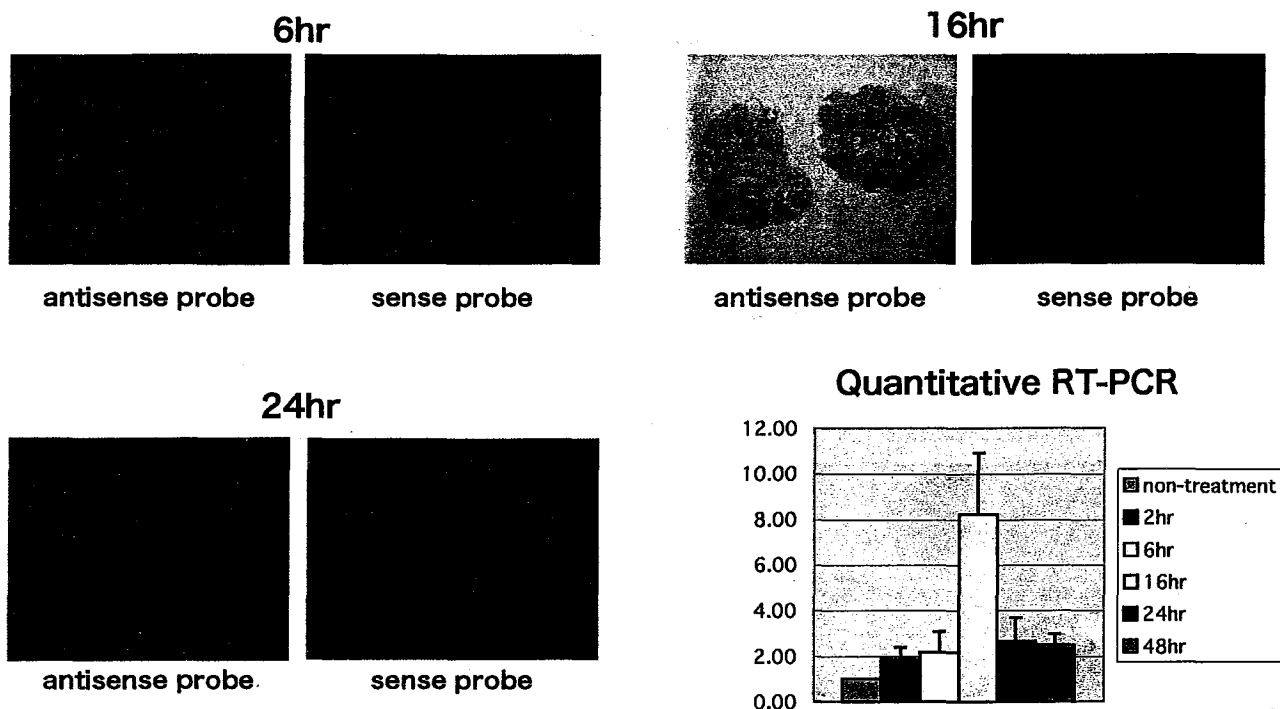 6hr
16hr
antisense probe
sense probe
antisense probe
sense probe
24hr
antisense probe
sense probe
Quantitative RT-PCR
12.00
10.00
8.00
6.00
4.00
2.00
0.00
non-treatment
2hr
6hr
16hr
24hr
48hr